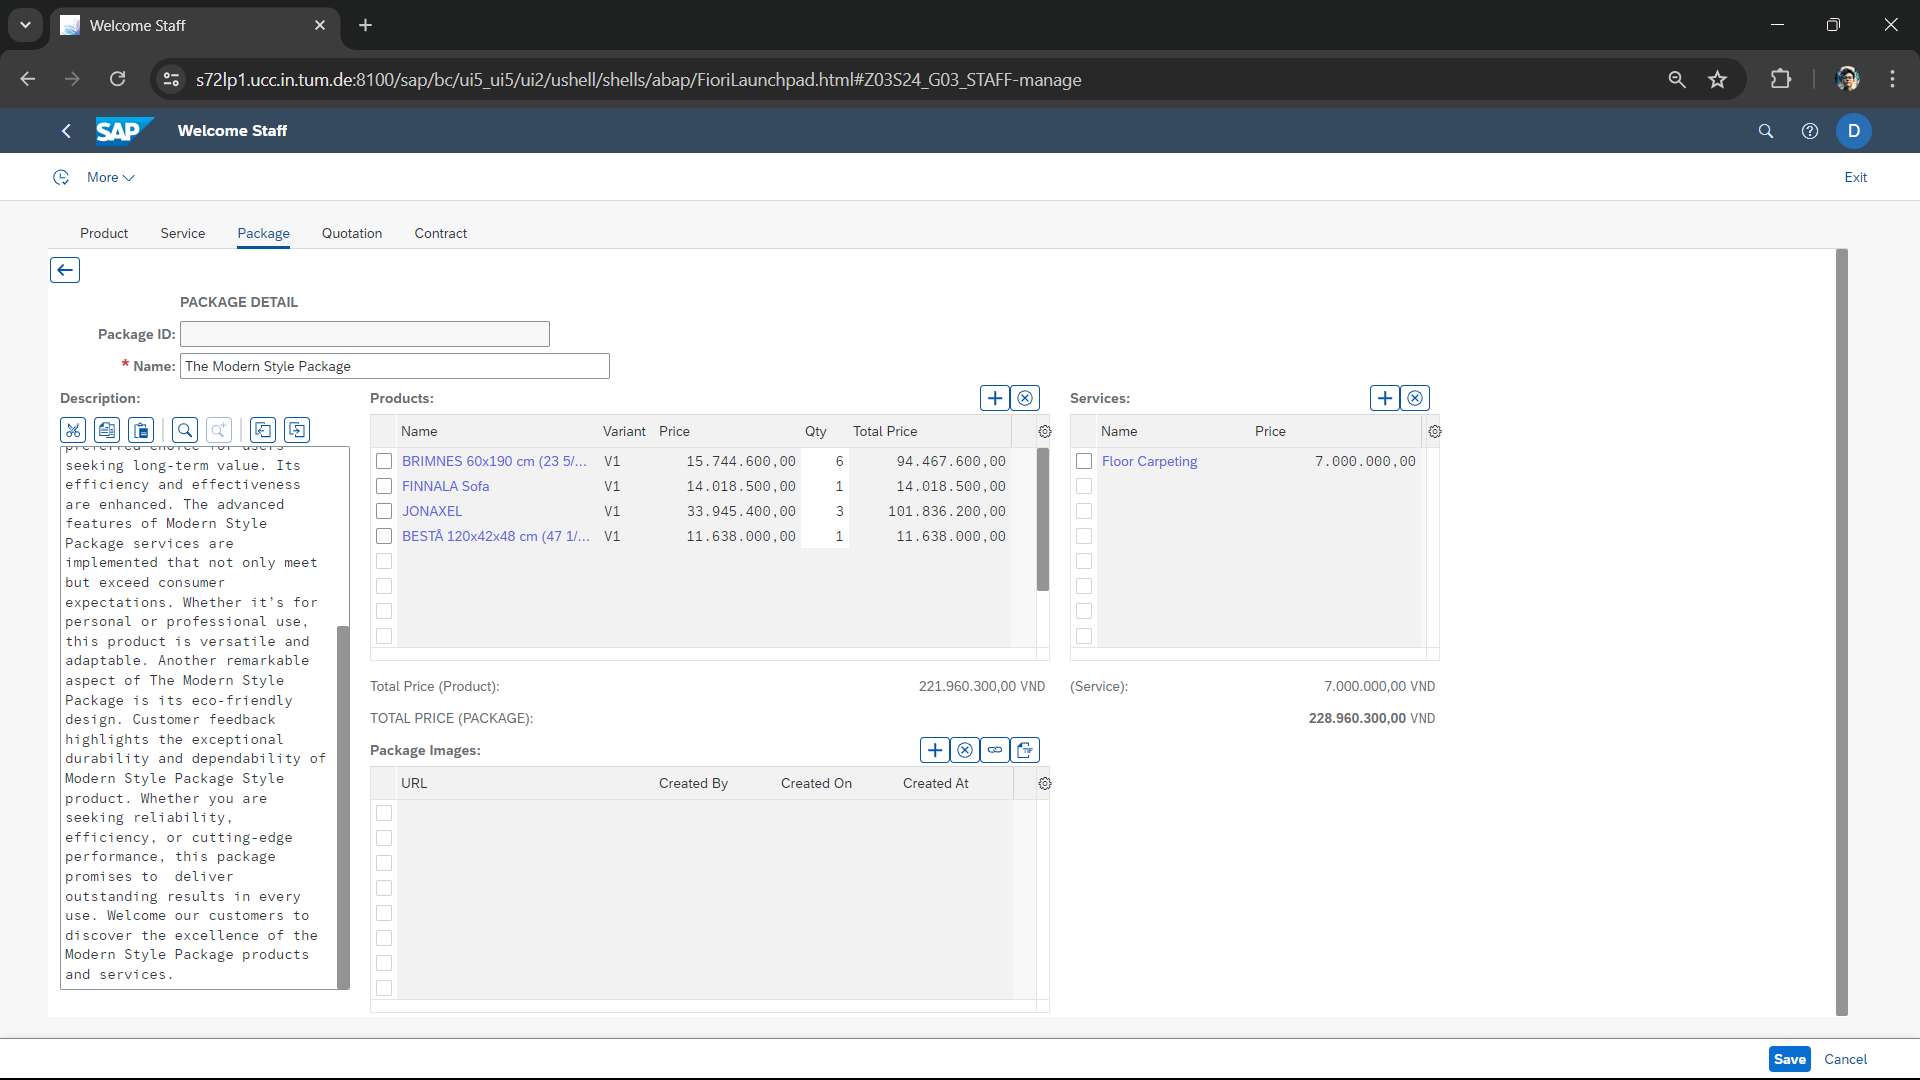 Welcome Staff
s72lp1.ucc.in.tum.de:8100/sap/bc/ui5_ui5/ui2/ushell/shells/abap/FioriLaunchpad.html#Z03S24_G03_STAFF-manage
SAP Welcome Staff D
More Exit
Product Service Package Quotation Contract
PACKAGE DETAIL
Package ID:
* Name: The Modern Style Package
Description:
seeking long-term value. Its
efficiency and effectiveness
are enhanced. The advanced
features of Modern Style
Package services are
implemented that not only meet
but exceed consumer
expectations. Whether it’s for
personal or professional use,
this product is versatile and
adaptable. Another remarkable
aspect of The Modern Style
Package is its eco-friendly
design. Customer feedback
highlights the exceptional
durability and dependability of
Modern Style Package Style
product. Whether you are
seeking reliability,
efficiency, or cutting-edge
performance, this package
promises to  deliver
outstanding results in every
use. Welcome our customers to
discover the excellence of the
Modern Style Package products
and services.
Products:
Name Variant Price Qty Total Price
BRIMNES 60x190 cm (23 5/... V1 15.744.600,00 6 94.467.600,00
FINNALA Sofa V1 14.018.500,00 1 14.018.500,00
JONAXEL V1 33.945.400,00 3 101.836.200,00
BESTÅ 120x42x48 cm (47 1/... V1 11.638.000,00 1 11.638.000,00
Services:
Name Price
Floor Carpeting 7.000.000,00
Total Price (Product): 221.960.300,00 VND (Service): 7.000.000,00 VND
TOTAL PRICE (PACKAGE): 228.960.300,00 VND
Package Images:
URL Created By Created On Created At
Save Cancel